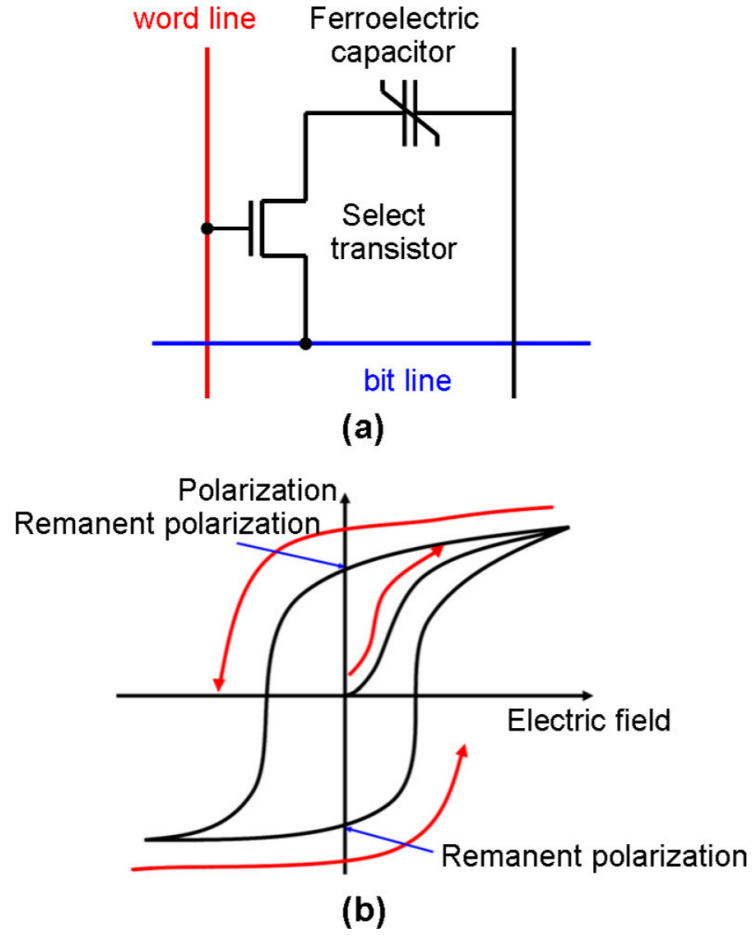 word line
Ferroelectric
capacitor
Select
transistor
bit line
(a)
Polarization
Remanent polarization
Electric field
Remanent polarization
(b)